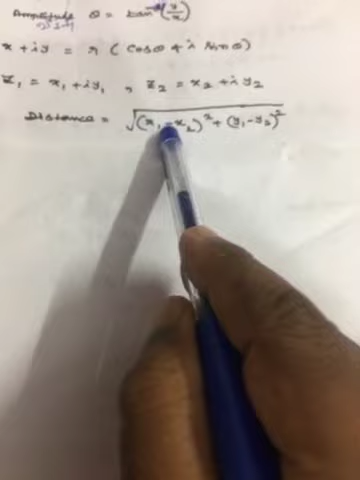 Amplitude θ = tan⁻¹(y/x)
x + iy = r ( cosθ + i sinθ)
Z₁ = x₁ + iy₁ , Z₂ = x₂ + iy₂
Distance = √(x₁ - x₂)² + (y₁ - y₂)²